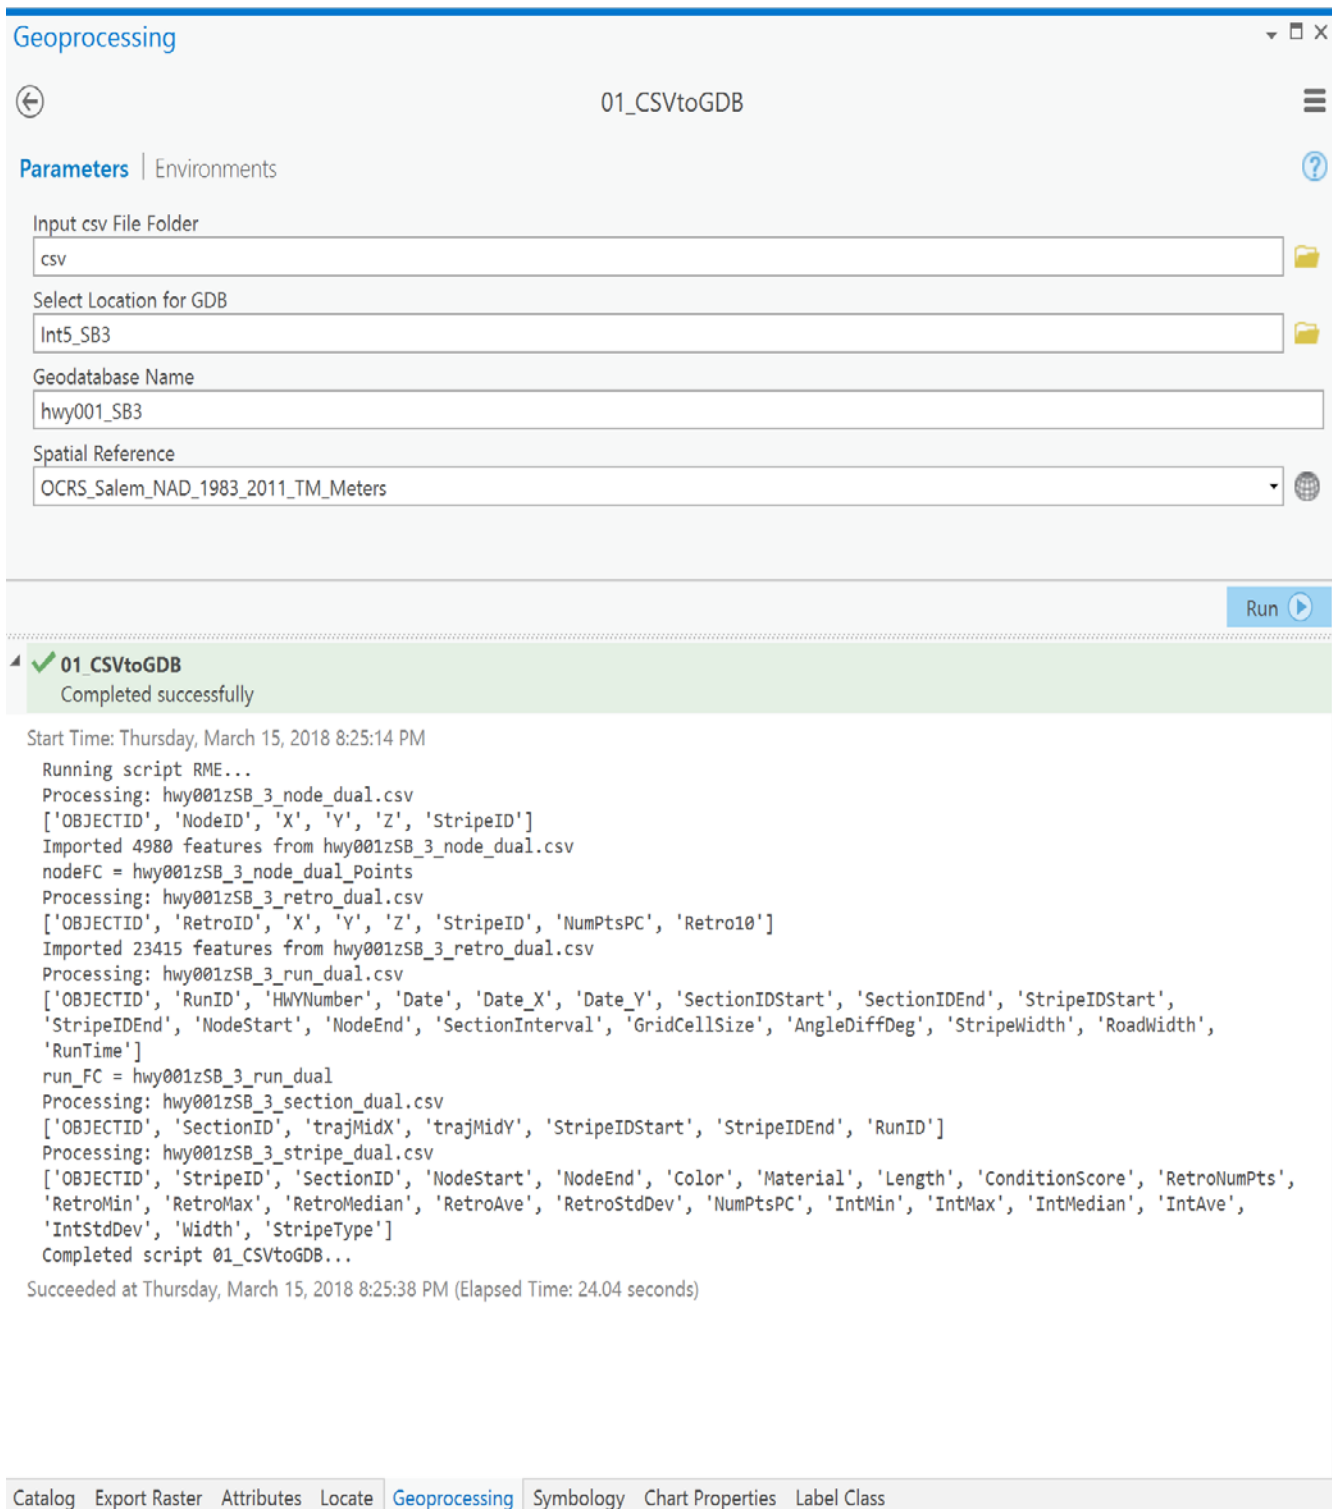 Geoprocessing
01_CSVtoGDB
Parameters | Environments
Input csv File Folder
csv
Select Location for GDB
Int5_SB3
Geodatabase Name
hwy001_SB3
Spatial Reference
OCRS_Salem_NAD_1983_2011_TM_Meters
Run
01_CSVtoGDB
Completed successfully
Start Time: Thursday, March 15, 2018 8:25:14 PM
Running script RME...
Processing: hwy001zSB_3_node_dual.csv
['OBJECTID', 'NodeID', 'X', 'Y', 'Z', 'StripeID']
Imported 4980 features from hwy001zSB_3_node_dual.csv
nodeFC = hwy001zSB_3_node_dual_Points
Processing: hwy001zSB_3_retro_dual.csv
['OBJECTID', 'RetroID', 'X', 'Y', 'Z', 'StripeID', 'NumPtsPC', 'Retro10']
Imported 23415 features from hwy001zSB_3_retro_dual.csv
Processing: hwy001zSB_3_run_dual.csv
['OBJECTID', 'RunID', 'HWYNumber', 'Date', 'Date_X', 'Date_Y', 'SectionIDStart', 'SectionIDEnd', 'StripeIDStart',
'StripeIDEnd', 'NodeStart', 'NodeEnd', 'SectionInterval', 'GridCellSize', 'AngleDiffDeg', 'StripeWidth', 'RoadWidth',
'RunTime']
run_FC = hwy001zSB_3_run_dual
Processing: hwy001zSB_3_section_dual.csv
['OBJECTID', 'SectionID', 'trajMidX', 'trajMidY', 'StripeIDStart', 'StripeIDEnd', 'RunID']
Processing: hwy001zSB_3_stripe_dual.csv
['OBJECTID', 'StripeID', 'SectionID', 'NodeStart', 'NodeEnd', 'Color', 'Material', 'Length', 'ConditionScore', 'RetroNumPts',
'RetroMin', 'RetroMax', 'RetroMedian', 'RetroAve', 'RetroStdDev', 'NumPtsPC', 'IntMin', 'IntMax', 'IntMedian', 'IntAve',
'IntStdDev', 'Width', 'StripeType']
Completed script 01_CSVtoGDB...
Succeeded at Thursday, March 15, 2018 8:25:38 PM (Elapsed Time: 24.04 seconds)
Catalog Export Raster Attributes Locate Geoprocessing Symbology Chart Properties Label Class